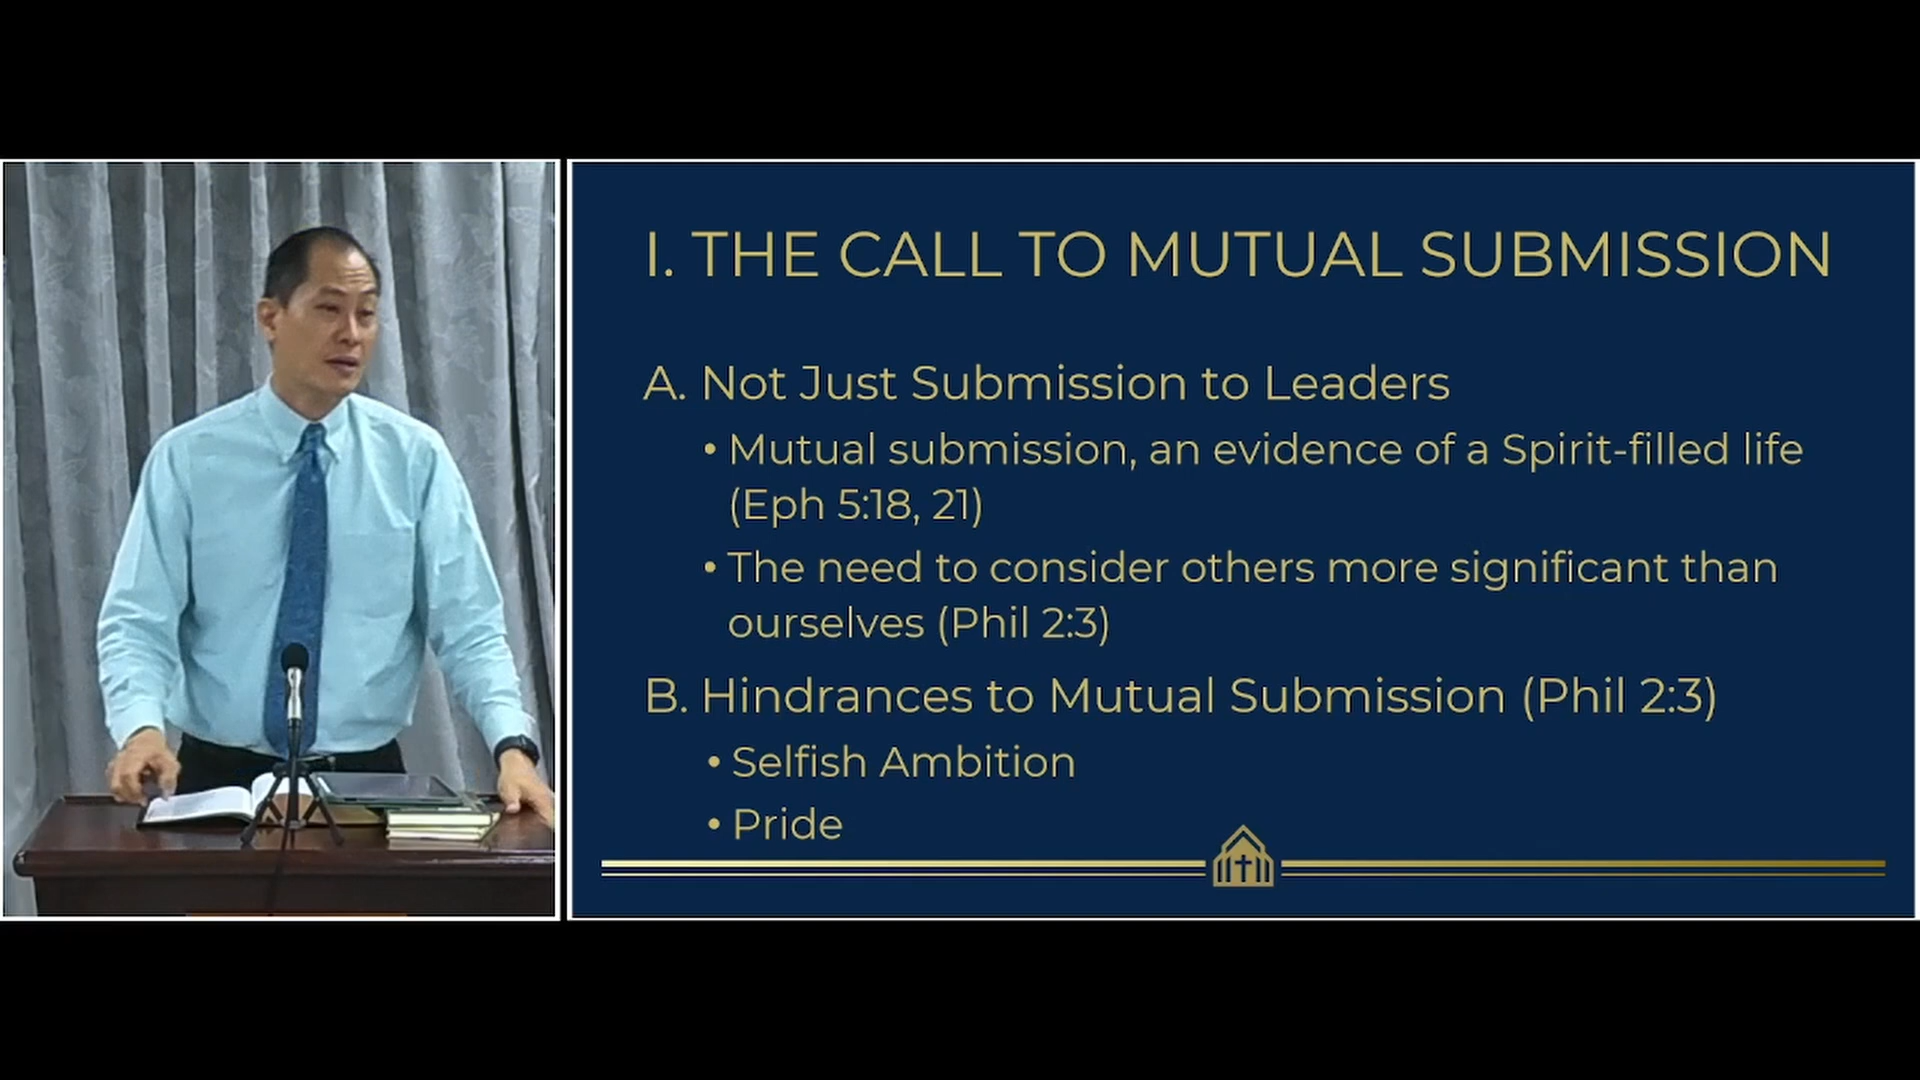 I. THE CALL TO MUTUAL SUBMISSION
A. Not Just Submission to Leaders
• Mutual submission, an evidence of a Spirit-filled life
(Eph 5:18, 21)
• The need to consider others more significant than
ourselves (Phil 2:3)
B. Hindrances to Mutual Submission (Phil 2:3)
• Selfish Ambition
• Pride